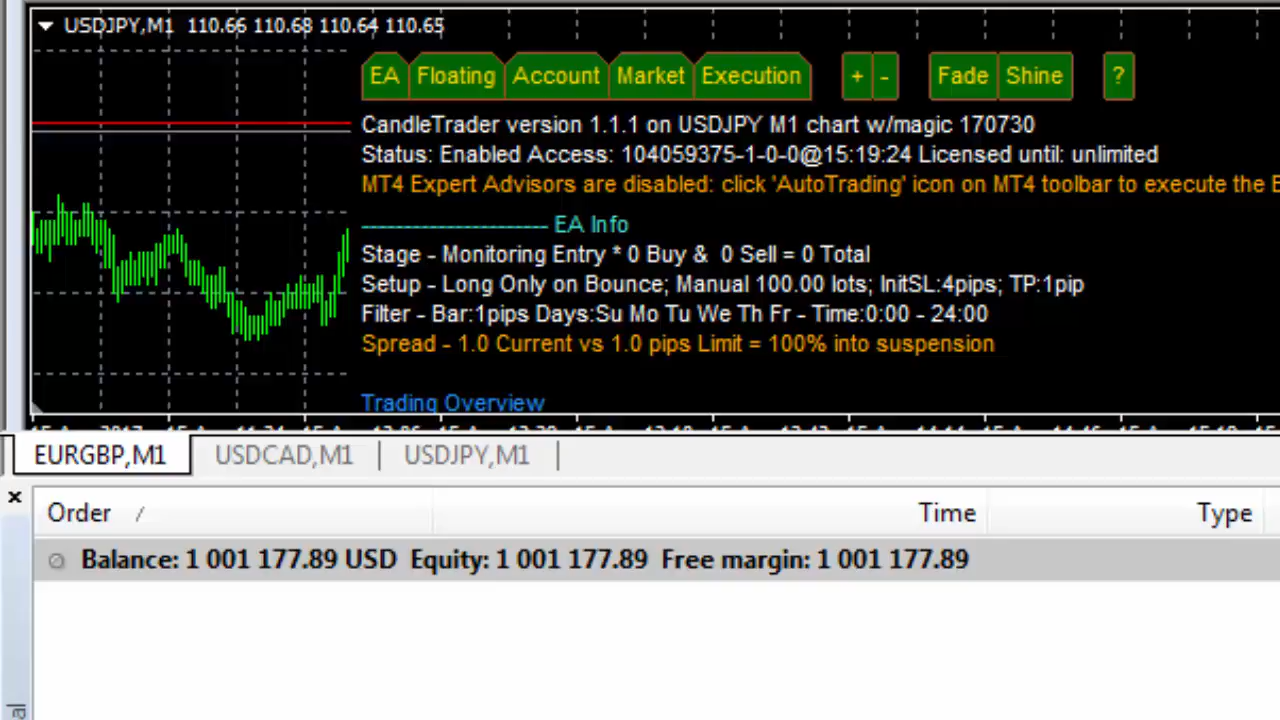 USDJPY,M1 110.66 110.68 110.64 110.65
EA Floating Account Market Execution + - Fade Shine ?
CandleTrader version 1.1.1 on USDJPY M1 chart w/magic 170730
Status: Enabled Access: 104059375-1-0-0@15:19:24 Licensed until: unlimited
MT4 Expert Advisors are disabled: click 'AutoTrading' icon on MT4 toolbar to execute the
---------------------- EA Info
Stage - Monitoring Entry * 0 Buy & 0 Sell = 0 Total
Setup - Long Only on Bounce; Manual 100.00 lots; InitSL:4pips; TP:1pip
Filter - Bar:1pips Days:Su Mo Tu We Th Fr - Time:0:00 - 24:00
Spread - 1.0 Current vs 1.0 pips Limit = 100% into suspension
Trading Overview
EURGBP,M1 USDCAD,M1 USDJPY,M1
Order / Time Type
Balance: 1 001 177.89 USD Equity: 1 001 177.89 Free margin: 1 001 177.89